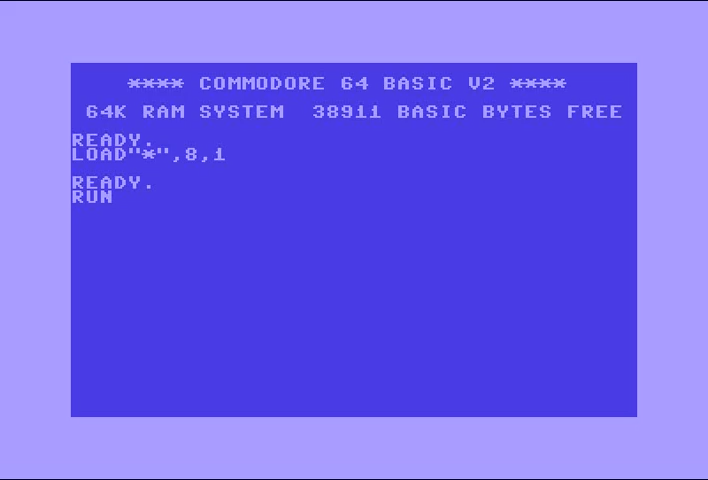 **** COMMODORE 64 BASIC V2 ****
64K RAM SYSTEM  38911 BASIC BYTES FREE
READY.
LOAD"*",8,1
READY.
RUN